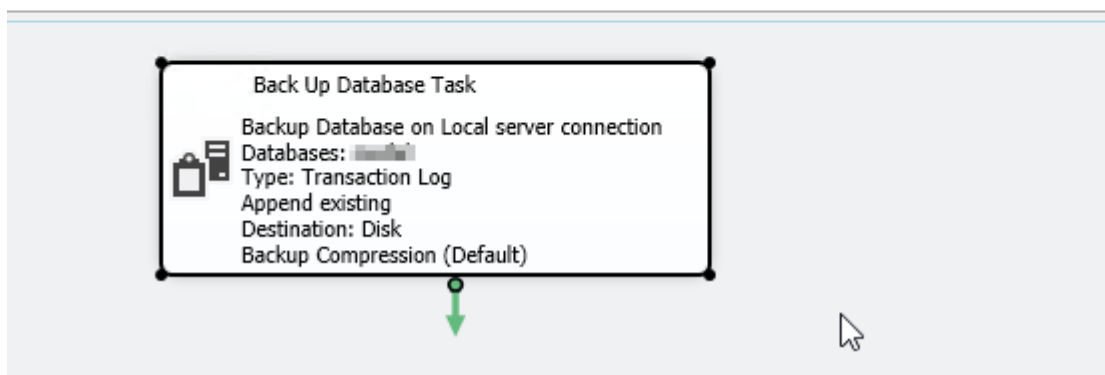 Back Up Database Task
Backup Database on Local server connection
Databases:
Type: Transaction Log
Append existing
Destination: Disk
Backup Compression (Default)